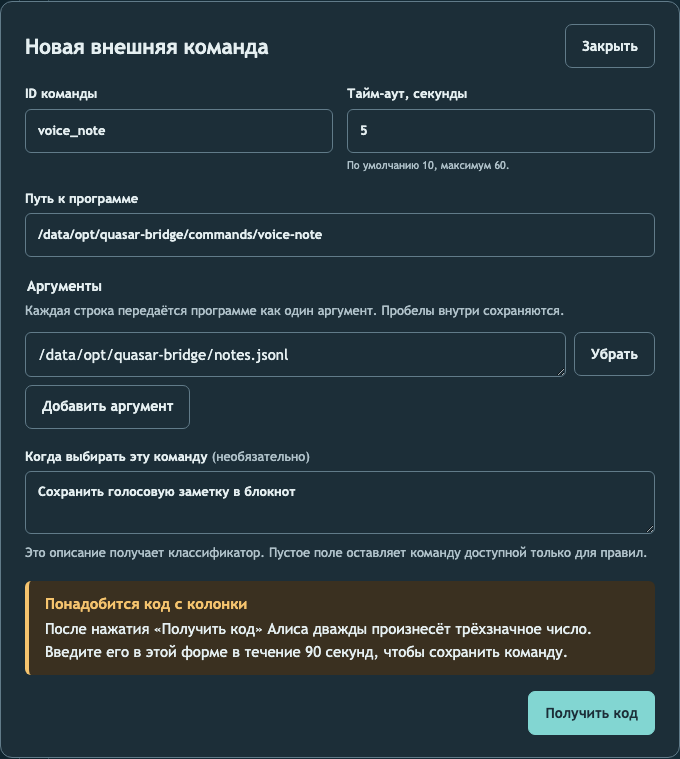 Новая внешняя команда
Закрыть
ID команды
Тайм-аут, секунды
voice_note
5
По умолчанию 10, максимум 60.
Путь к программе
/data/opt/quasar-bridge/commands/voice-note
Аргументы
Каждая строка передаётся программе как один аргумент. Пробелы внутри сохраняются.
/data/opt/quasar-bridge/notes.jsonl
Убрать
Добавить аргумент
Когда выбирать эту команду (необязательно)
Сохранить голосовую заметку в блокнот
Это описание получает классификатор. Пустое поле оставляет команду доступной только для правил.
Понадобится код с колонки
После нажатия «Получить код» Алиса дважды произнесёт трёхзначное число.
Введите его в этой форме в течение 90 секунд, чтобы сохранить команду.
Получить код